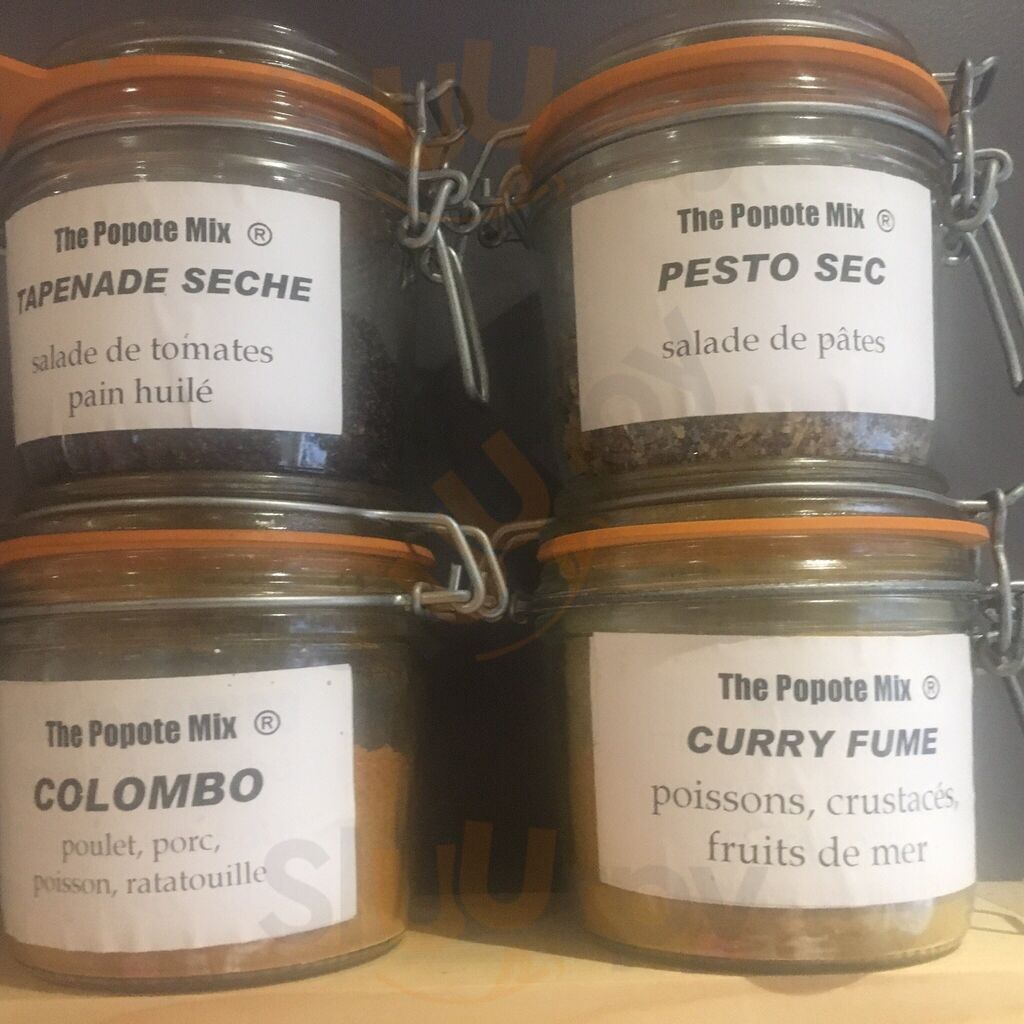 The Popote Mix ®
TAPENADE SECHE
salade de tomates
pain huilé
The Popote Mix ®
PESTO SEC
salade de pâtes
The Popote Mix ®
COLOMBO
poulet, porc,
poisson, ratatouille
The Popote Mix ®
CURRY FUME
poissons, crustacés,
fruits de mer